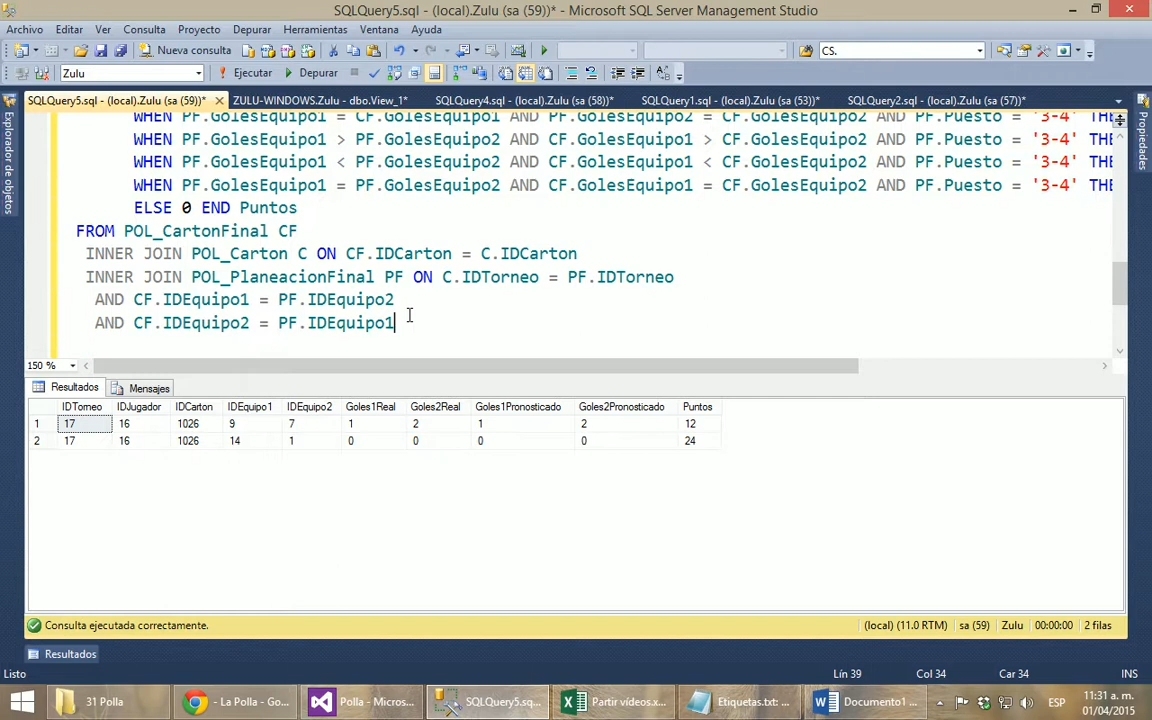 SQLQuery5.sql - (local).Zulu (sa (59))* - Microsoft SQL Server Management Studio
Archivo Editar Ver Consulta Proyecto Depurar Herramientas Ventana Ayuda
Nueva consulta CS.
Zulu Ejecutar Depurar
SQLQuery5.sql - (local).Zulu (sa (59))* ZULU-WINDOWS.Zulu - dbo.View_1* SQLQuery4.sql - (local).Zulu (sa (58))* SQLQuery1.sql - (local).Zulu (sa (53))* SQLQuery2.sql - (local).Zulu (sa (57))*
Explorador de objetos
Propiedades
WHEN PF.GolesEquipo1 = CF.GolesEquipo1 AND PF.GolesEquipo2 = CF.GolesEquipo2 AND PF.Puesto = '3-4' THE
WHEN PF.GolesEquipo1 > PF.GolesEquipo2 AND CF.GolesEquipo1 > CF.GolesEquipo2 AND PF.Puesto = '3-4' THE
WHEN PF.GolesEquipo1 < PF.GolesEquipo2 AND CF.GolesEquipo1 < CF.GolesEquipo2 AND PF.Puesto = '3-4' THE
WHEN PF.GolesEquipo1 = PF.GolesEquipo2 AND CF.GolesEquipo1 = CF.GolesEquipo2 AND PF.Puesto = '3-4' THE
ELSE 0 END Puntos
FROM POL_CartonFinal CF
INNER JOIN POL_Carton C ON CF.IDCarton = C.IDCarton
INNER JOIN POL_PlaneacionFinal PF ON C.IDTorneo = PF.IDTorneo
AND CF.IDEquipo1 = PF.IDEquipo2
AND CF.IDEquipo2 = PF.IDEquipo1
150 %
Resultados Mensajes
IDTorneo IDJugador IDCarton IDEquipo1 IDEquipo2 Goles1Real Goles2Real Goles1Pronosticado Goles2Pronosticado Puntos
1 17 16 1026 9 7 1 2 1 2 12
2 17 16 1026 14 1 0 0 0 0 24
Consulta ejecutada correctamente. (local) (11.0 RTM) sa (59) Zulu 00:00:00 2 filas
Resultados
Listo Lín 39 Col 34 Car 34 INS
31 Polla - La Polla - Go... Polla - Micros... SQLQuery5.sq... Partir vídeos.x... Etiquetas.txt: ... Documento1 ... ESP 11:31 a. m.
01/04/2015